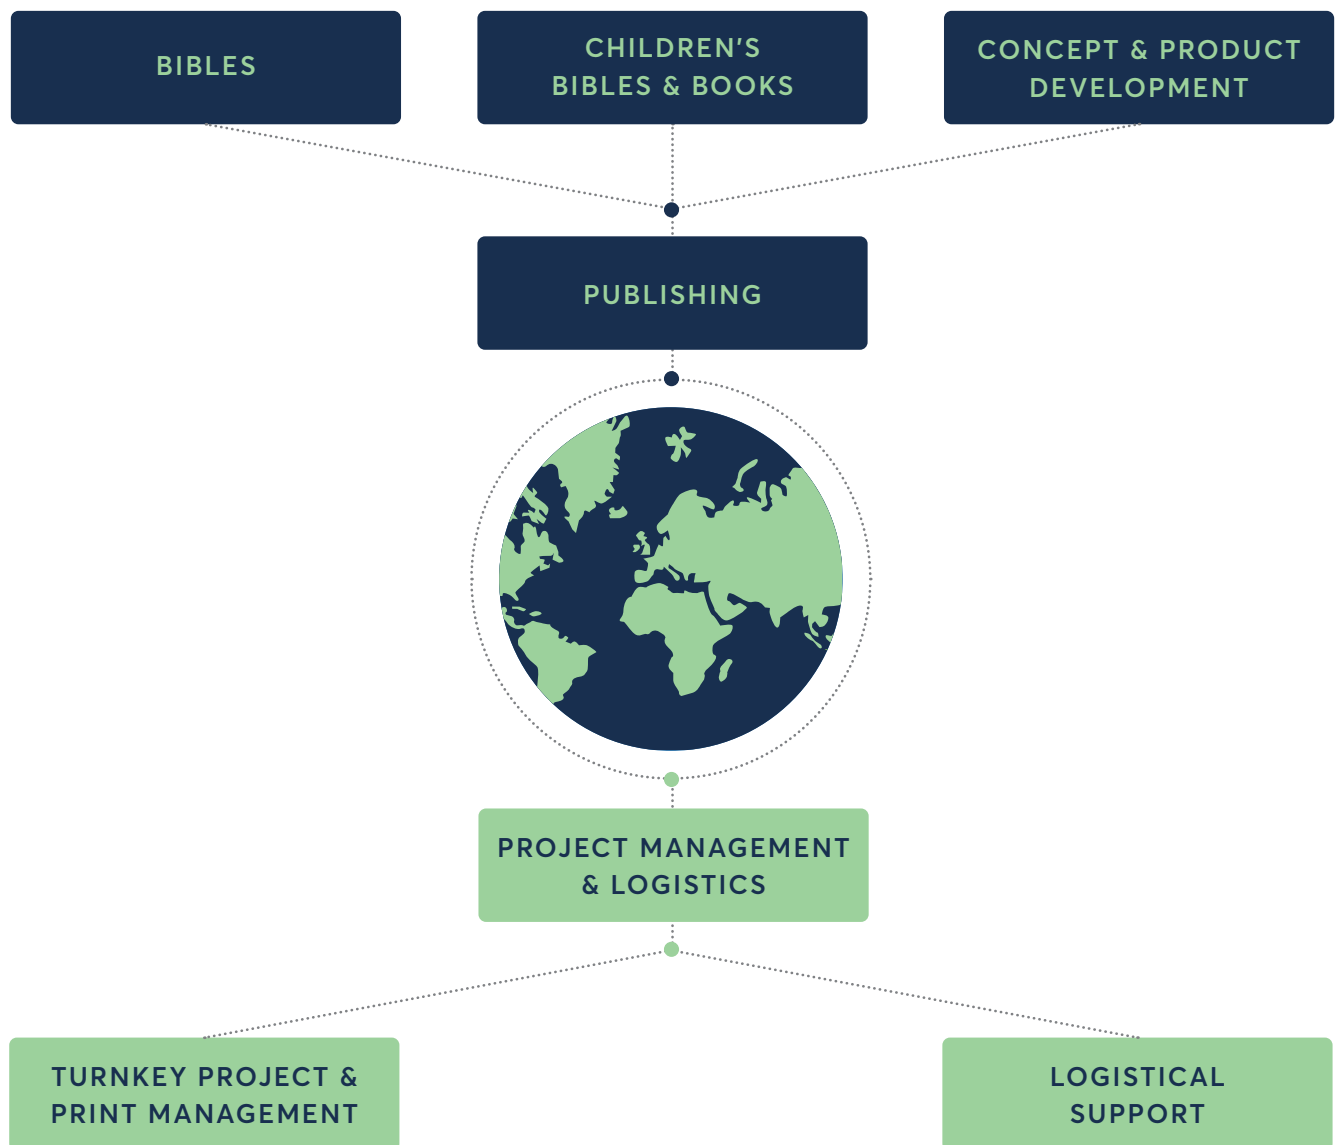 BIBLES
CHILDREN'S
BIBLES & BOOKS
CONCEPT & PRODUCT
DEVELOPMENT
PUBLISHING
PROJECT MANAGEMENT
& LOGISTICS
TURNKEY PROJECT &
PRINT MANAGEMENT
LOGISTICAL
SUPPORT